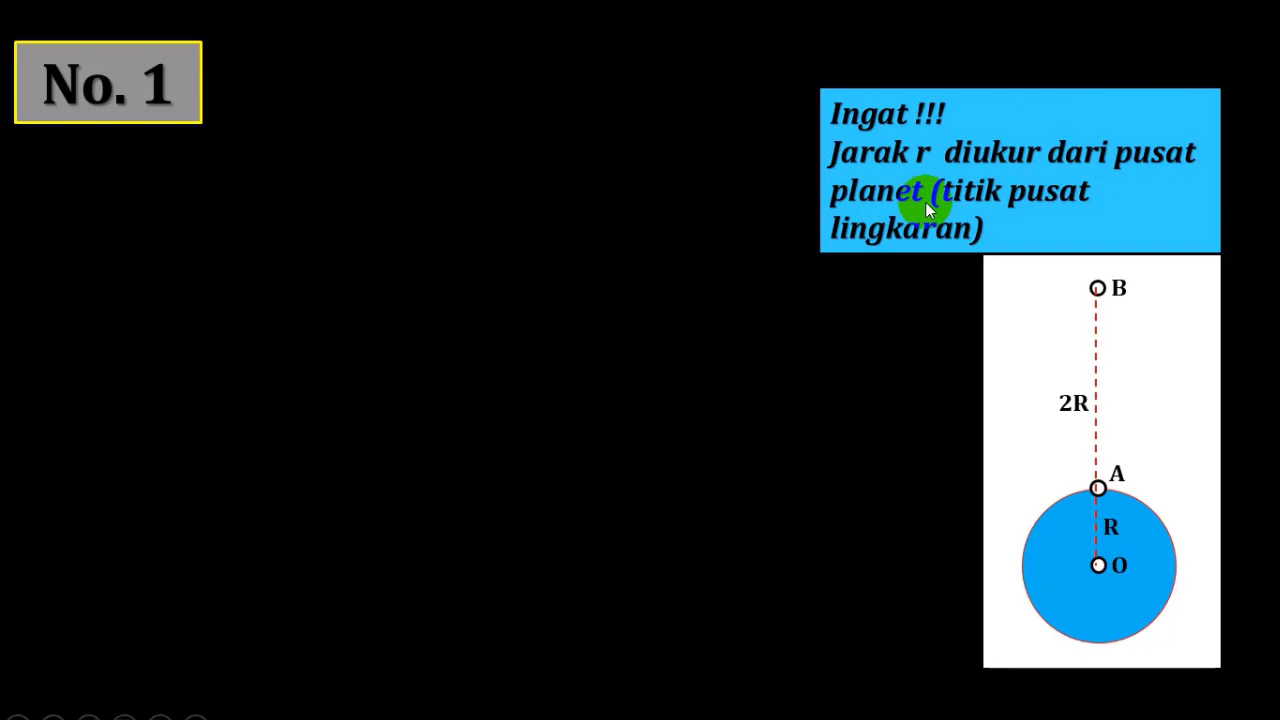 No. 1
Ingat !!!
Jarak r diukur dari pusat
planet (titik pusat
lingkaran)
B
2R
A
R
O